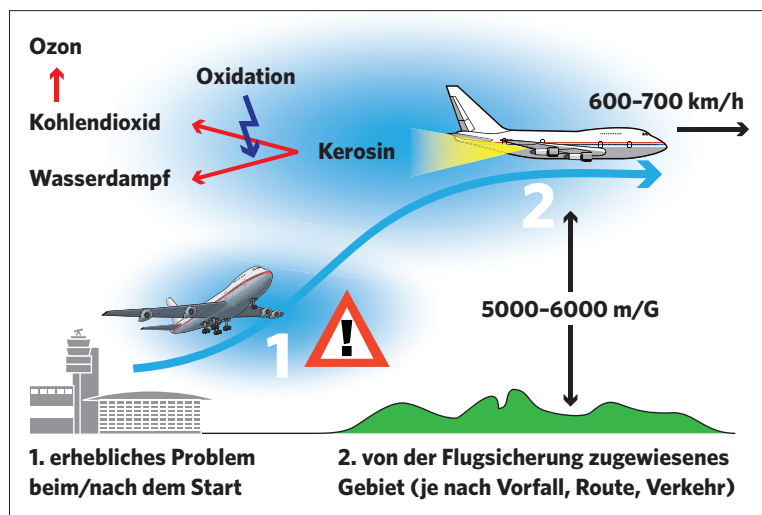 Ozon
Oxidation
600–700 km/h
Kohlendioxid
Kerosin
Wasserdampf
2
5000–6000 m/G
1
!
1. erhebliches Problem
beim/nach dem Start
2. von der Flugsicherung zugewiesenes
Gebiet (je nach Vorfall, Route, Verkehr)